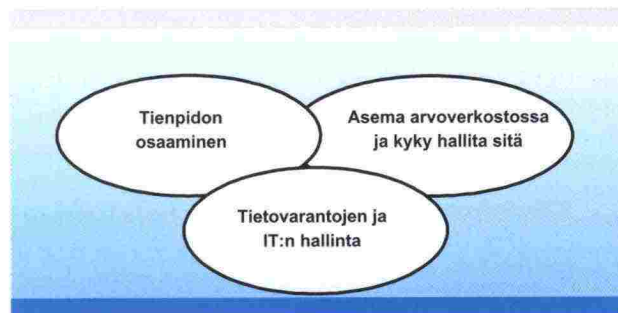 Tienpidon
osaaminen
Asema arvoverkostossa
ja kyky hallita sitä
Tietovarantojen ja
IT:n hallinta